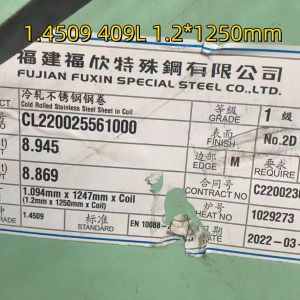 1.4509 409L 1.2*1250mm
福建福欣特殊鋼有限公司
FUJIAN FUXIN SPECIAL STEEL CO.,LTD.
冷轧不锈钢钢卷
Cold Rolled Stainless Steel Sheet in Coil
等级 GRADE 1 级
CL220025561000
表面 FINISH No.2D
8.945
边部 EDGE M 要求 REQUIRE
8.869
合同号 CONTRACT C220023
1.094mm x 1247mm x Coil
(1.2mm x 1250mm x Coil)
炉号 HEAT NO 1029273
1.4509 标准 STANDARD EN 10088-2
2022-03-